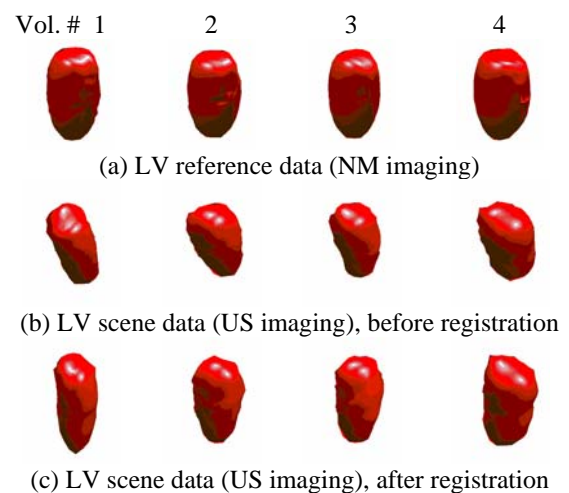 Vol. # 1 2 3 4
(a) LV reference data (NM imaging)
(b) LV scene data (US imaging), before registration
(c) LV scene data (US imaging), after registration